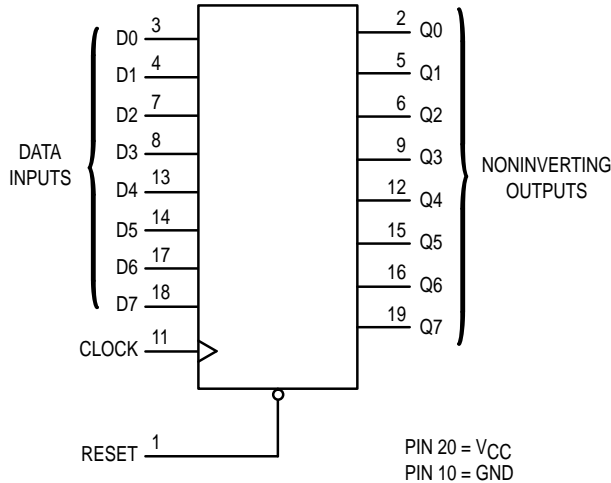 D0 3
D1 4
D2 7
D3 8
D4 13
D5 14
D6 17
D7 18
DATA
INPUTS
CLOCK 11
RESET 1
2 Q0
5 Q1
6 Q2
9 Q3
12 Q4
15 Q5
16 Q6
19 Q7
NONINVERTING
OUTPUTS
PIN 20 = VCC
PIN 10 = GND